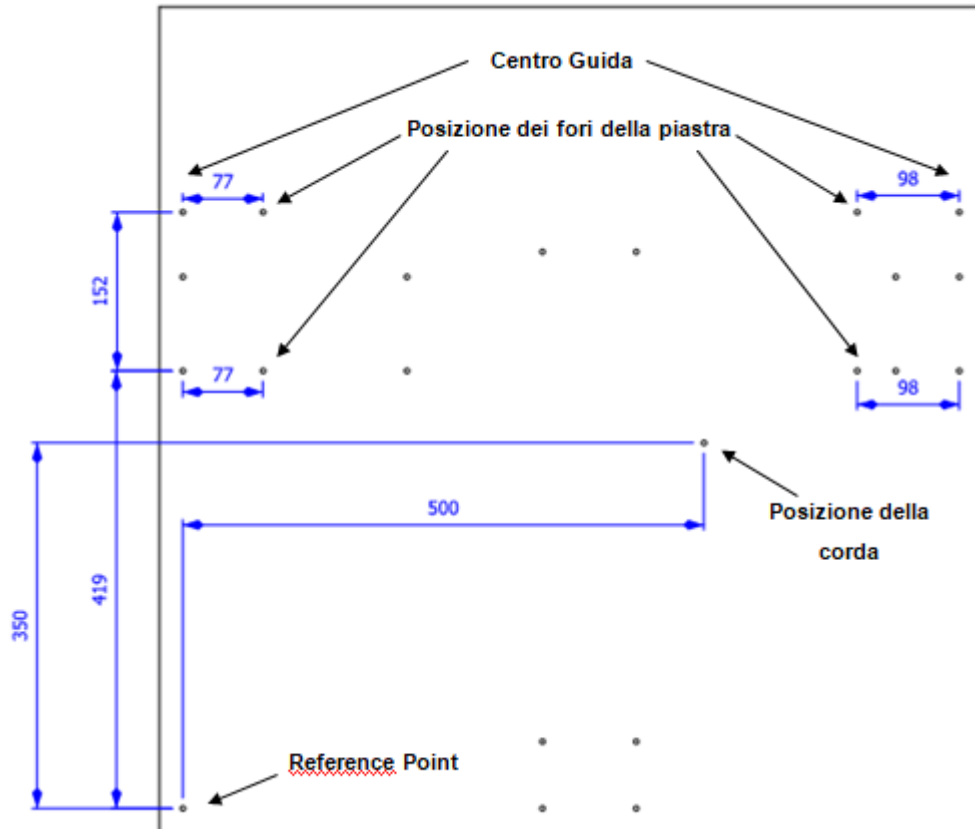 Centro Guida
Posizione dei fori della piastra
77
98
152
77
98
500
Posizione della
corda
419
350
Reference Point